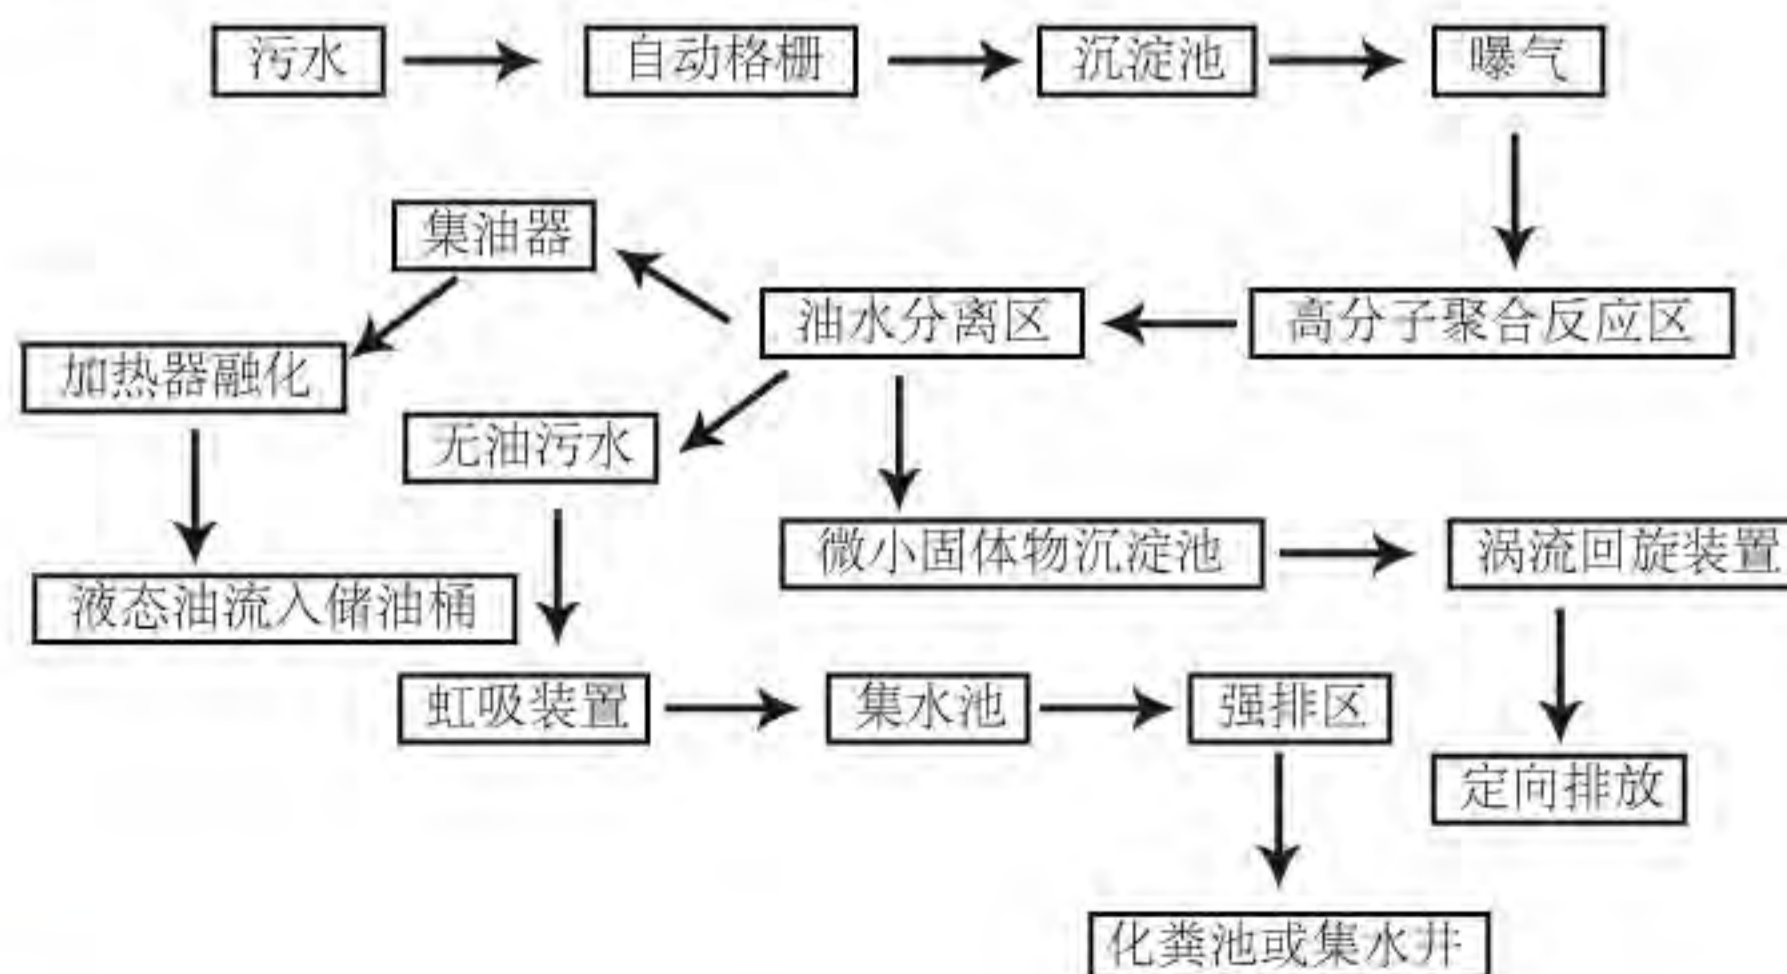 污水
自动格栅
沉淀池
曝气
集油器
油水分离区
高分子聚合反应区
加热器融化
无油污水
微小固体物沉淀池
涡流回旋装置
液态油流入储油桶
虹吸装置
集水池
强排区
定向排放
化粪池或集水井